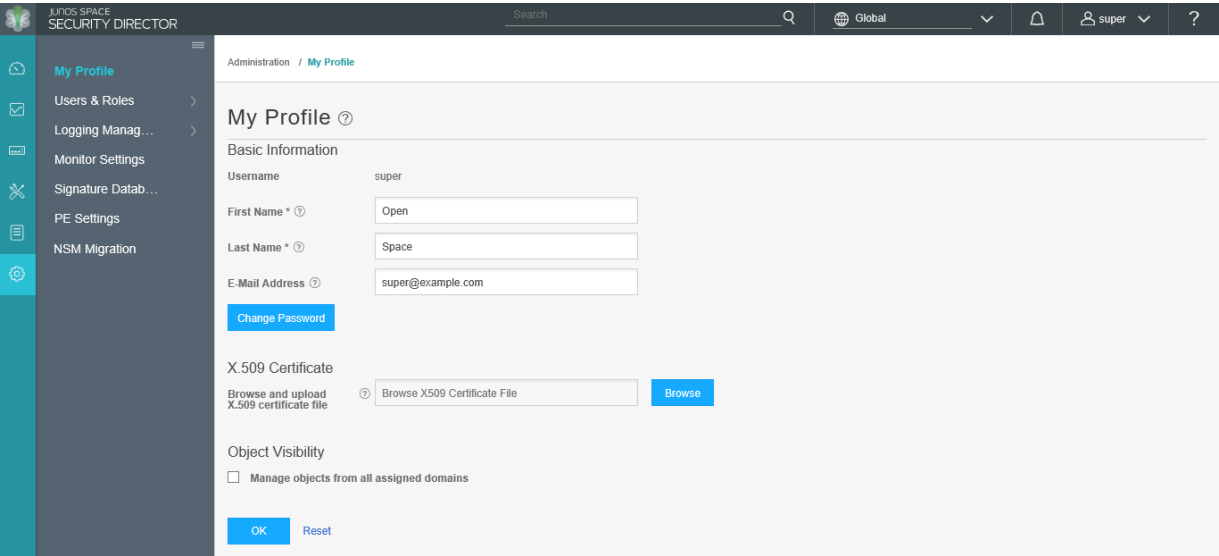 JUNOS SPACE
SECURITY DIRECTOR
Search
Global
super
?
My Profile
Users & Roles
Logging Manag...
Monitor Settings
Signature Datab...
PE Settings
NSM Migration
Administration / My Profile
My Profile ?
Basic Information
Username super
First Name * ? Open
Last Name * ? Space
E-Mail Address ? super@example.com
Change Password
X.509 Certificate
Browse and upload
X.509 certificate file ? Browse X509 Certificate File Browse
Object Visibility
Manage objects from all assigned domains
OK Reset